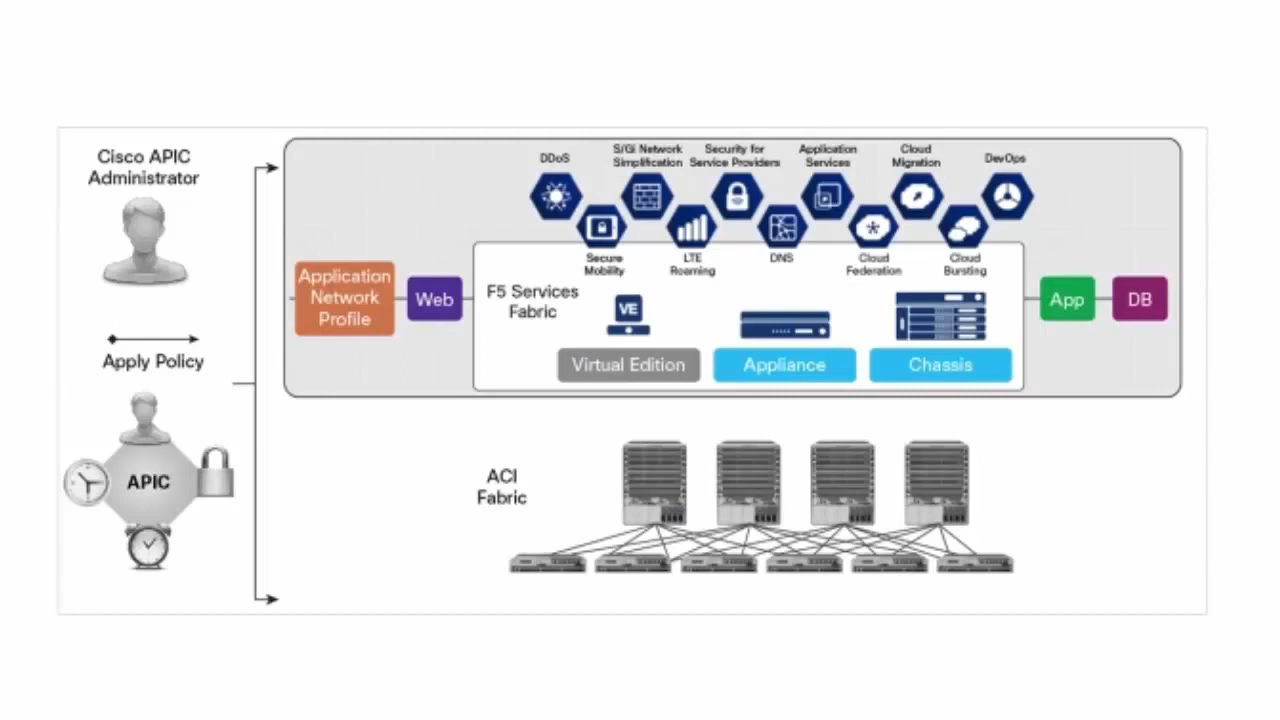 Cisco APIC
Administrator
Apply Policy
APIC
DDoS
S/Gi Network
Simplification
Security for
Service Providers
Application
Services
Cloud
Migration
DevOps
Secure
Mobility
LTE
Roaming
DNS
Cloud
Federation
Cloud
Bursting
Application
Network
Profile
Web
F5 Services
Fabric
VE
Virtual Edition
Appliance
Chassis
App
DB
ACI
Fabric